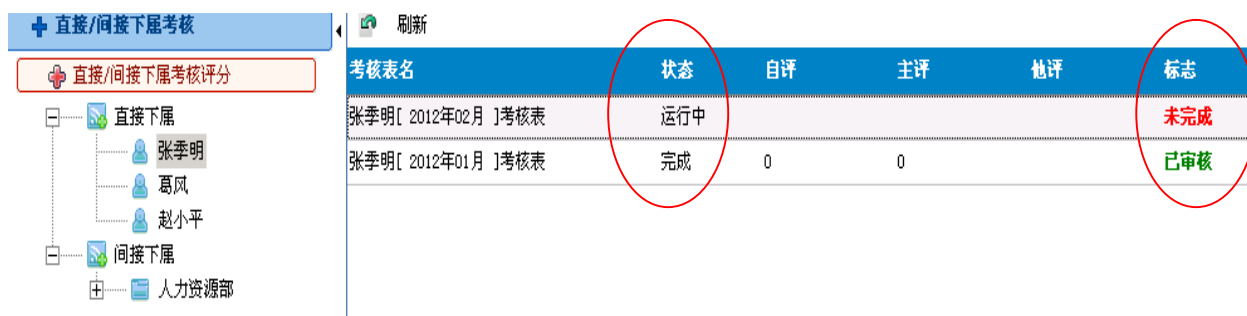 直接/间接下属考核
直接/间接下属考核评分
直接下属
张季明
葛风
赵小平
间接下属
人力资源部
刷新
考核表名 状态 自评 主评 他评 标志
张季明[ 2012年02月 ]考核表 运行中 未完成
张季明[ 2012年01月 ]考核表 完成 0 0 已审核